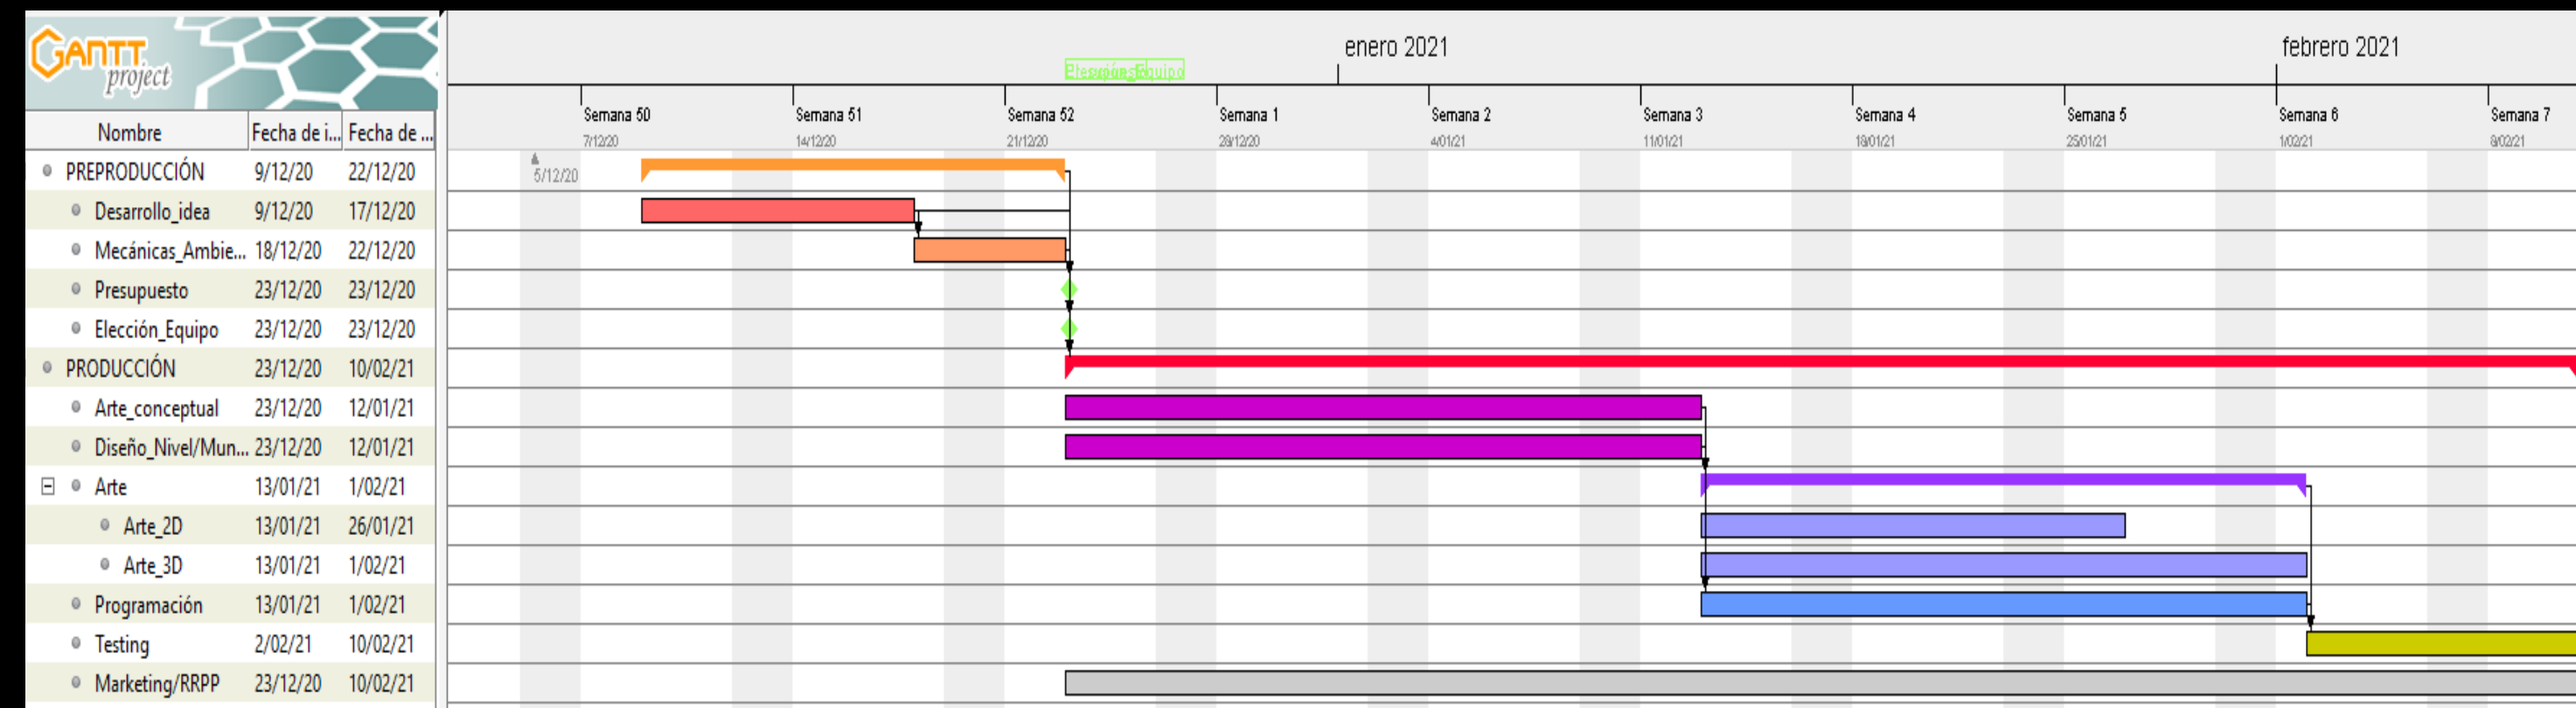 GANTT
project
enero 2021
febrero 2021
Semana 50
Semana 51
Semana 52
Semana 1
Semana 2
Semana 3
Semana 4
Semana 5
Semana 6
Semana 7
Nombre
Fecha de i...
Fecha de ...
7/12/20
14/12/20
21/12/20
28/12/20
4/01/21
11/01/21
18/01/21
25/01/21
1/02/21
8/02/21
PREPRODUCCIÓN 9/12/20 22/12/20
5/12/20
Desarrollo_idea 9/12/20 17/12/20
Mecánicas_Ambie... 18/12/20 22/12/20
Presupuesto 23/12/20 23/12/20
Elección_Equipo 23/12/20 23/12/20
PRODUCCIÓN 23/12/20 10/02/21
Arte_conceptual 23/12/20 12/01/21
Diseño_Nivel/Mun... 23/12/20 12/01/21
Arte 13/01/21 1/02/21
Arte_2D 13/01/21 26/01/21
Arte_3D 13/01/21 1/02/21
Programación 13/01/21 1/02/21
Testing 2/02/21 10/02/21
Marketing/RRPP 23/12/20 10/02/21